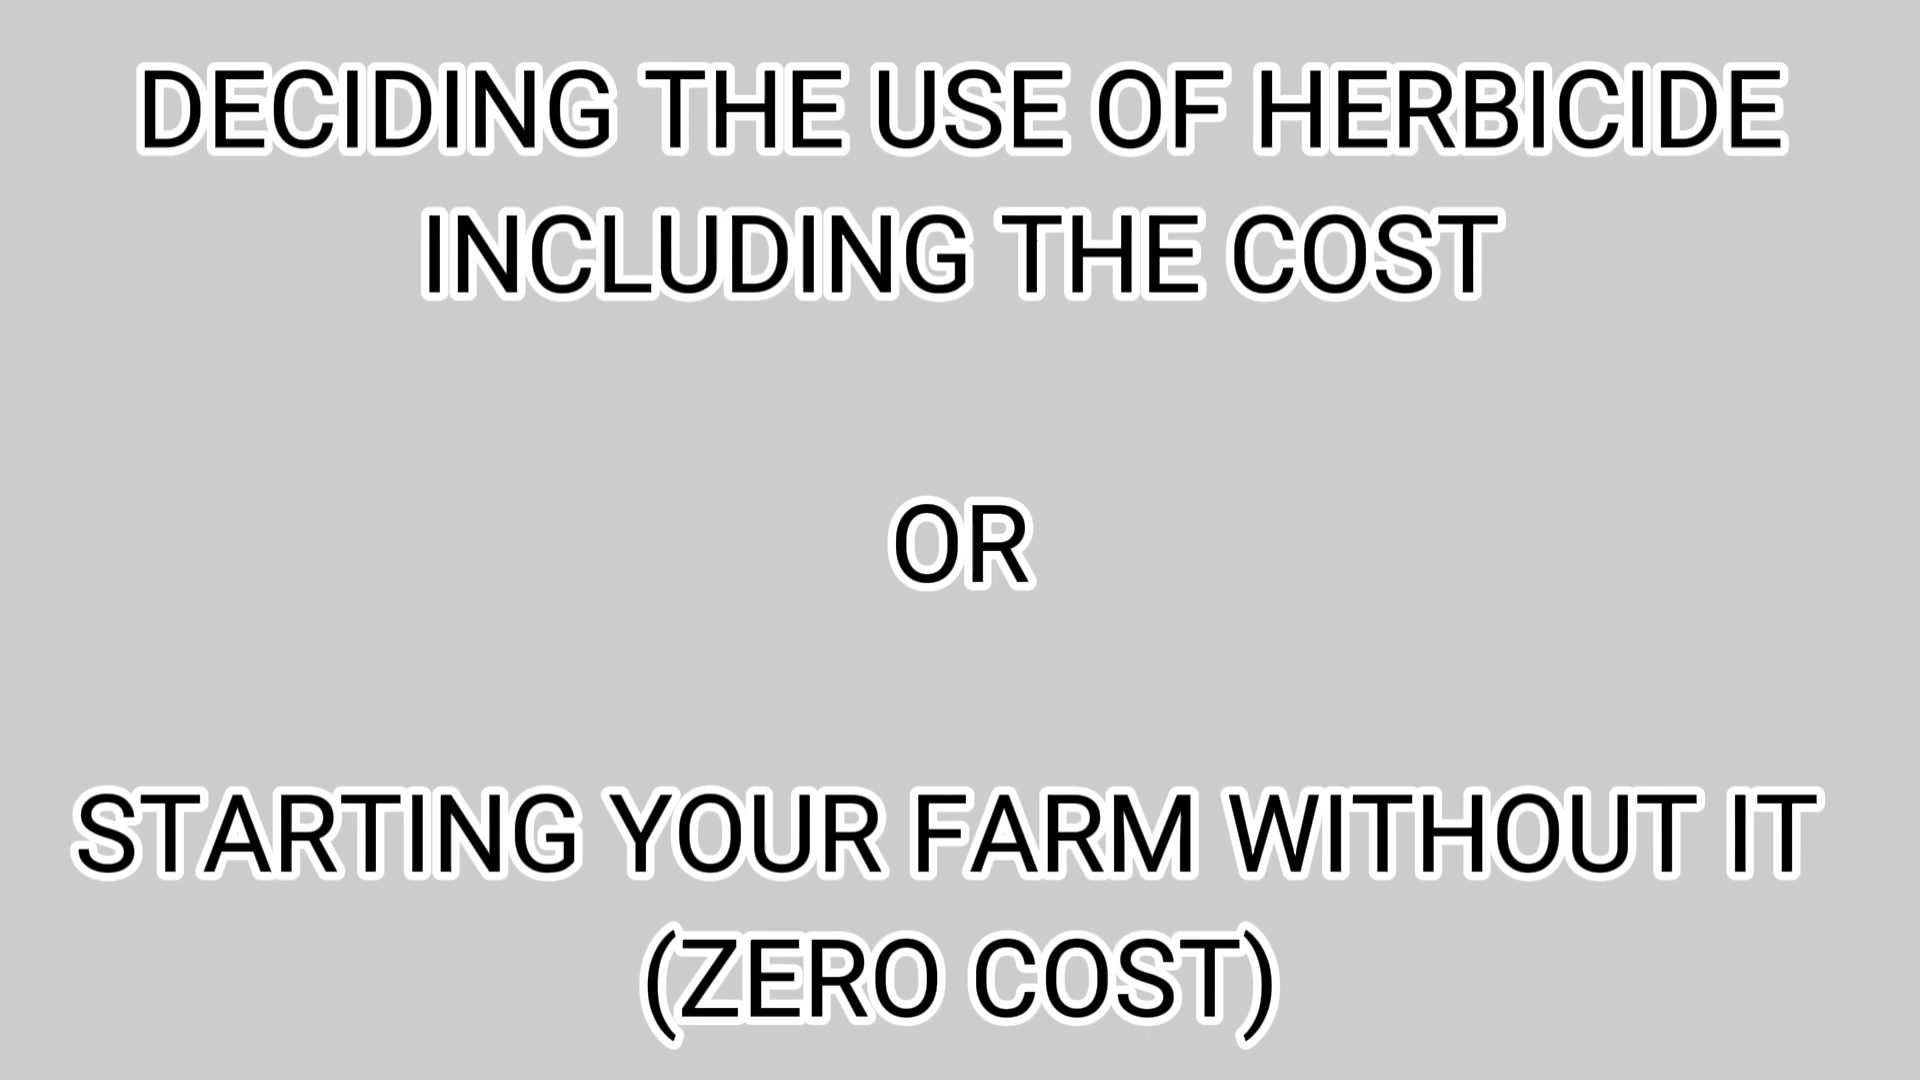 DECIDING THE USE OF HERBICIDE
INCLUDING THE COST
OR
STARTING YOUR FARM WITHOUT IT
(ZERO COST)